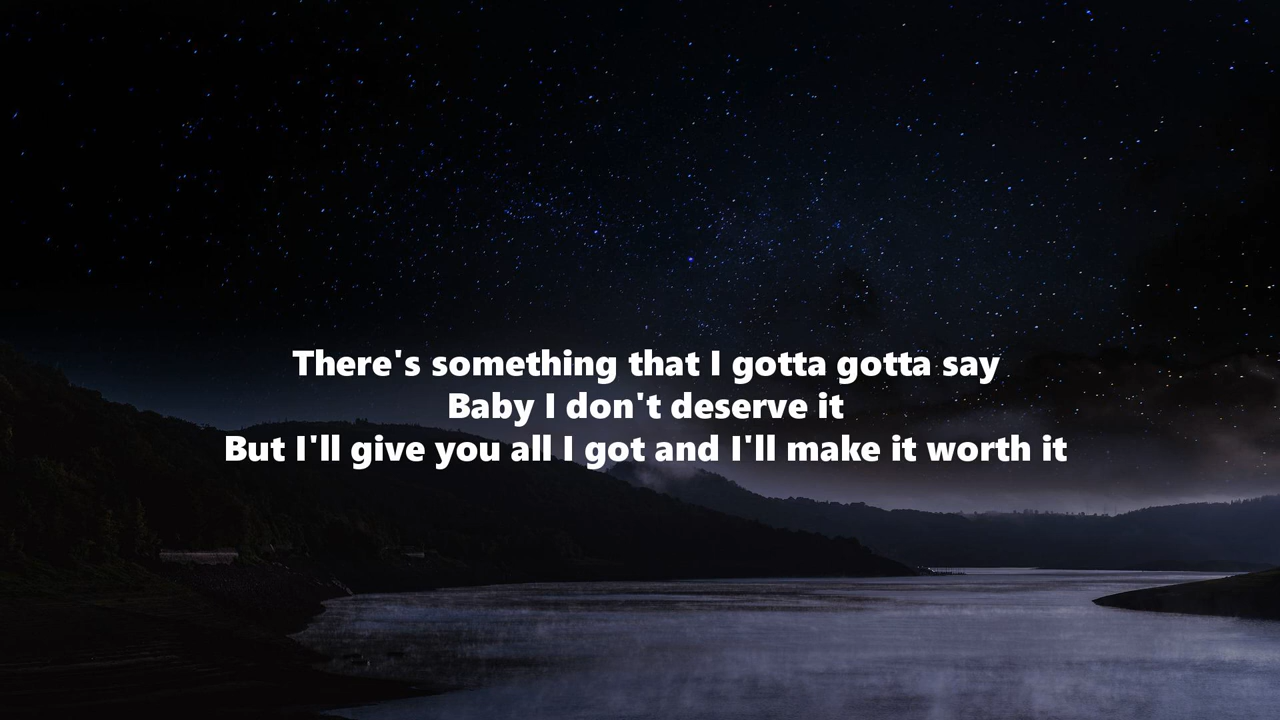 There's something that I gotta gotta say
Baby I don't deserve it
But I'll give you all I got and I'll make it worth it